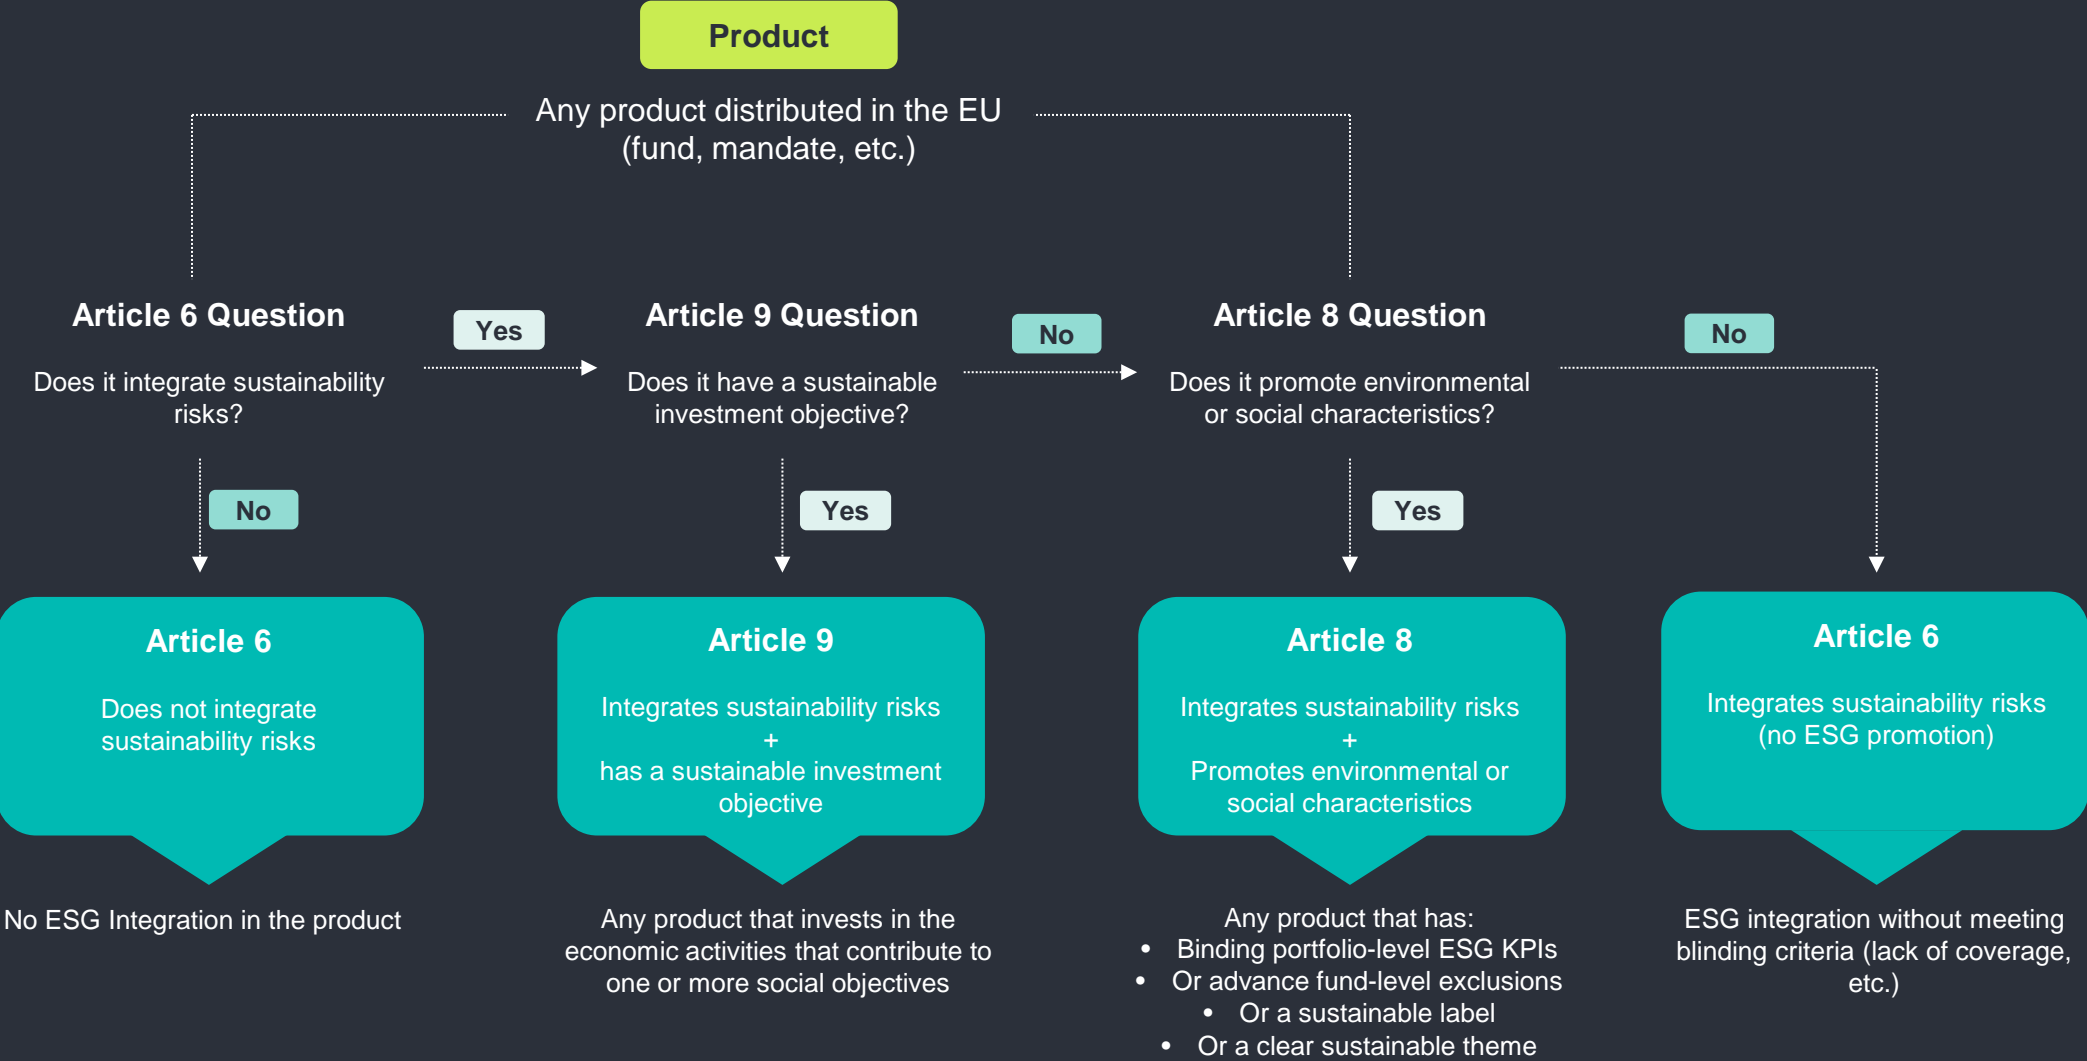 Product
Any product distributed in the EU
(fund, mandate, etc.)
Article 6 Question
Does it integrate sustainability
risks?
Yes
Article 9 Question
Does it have a sustainable
investment objective?
No
Article 8 Question
Does it promote environmental
or social characteristics?
No
No
Yes
Yes
Article 6
Does not integrate
sustainability risks
Article 9
Integrates sustainability risks
+
has a sustainable investment
objective
Article 8
Integrates sustainability risks
+
Promotes environmental or
social characteristics
Article 6
Integrates sustainability risks
(no ESG promotion)
No ESG Integration in the product
Any product that invests in the
economic activities that contribute to
one or more social objectives
Any product that has:
• Binding portfolio-level ESG KPIs
• Or advance fund-level exclusions
• Or a sustainable label
• Or a clear sustainable theme
ESG integration without meeting
blinding criteria (lack of coverage,
etc.)